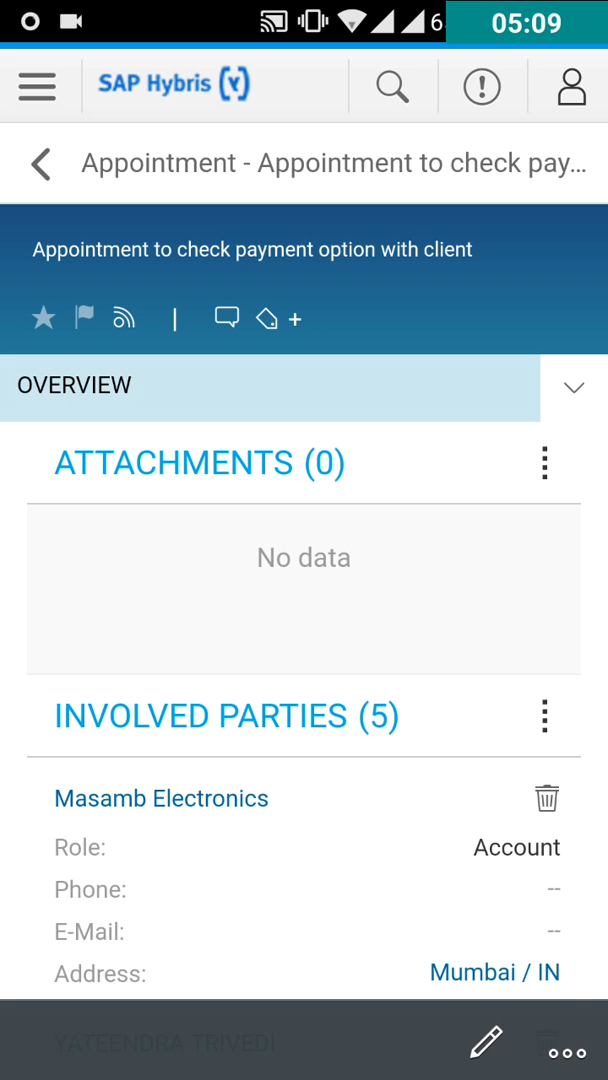 6
05:09
SAP Hybris (Y)
Appointment - Appointment to check pay...
Appointment to check payment option with client
OVERVIEW
ATTACHMENTS (0)
No data
INVOLVED PARTIES (5)
Masamb Electronics
Role: Account
Phone: --
E-Mail: --
Address: Mumbai / IN
YATEENDRA TRIVEDI